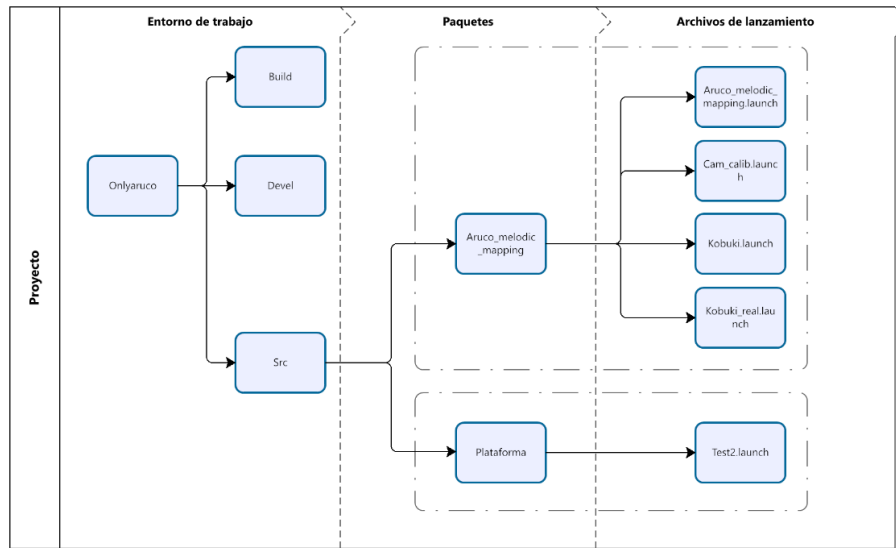 Entorno de trabajo
Paquetes
Archivos de lanzamiento
Proyecto
Onlyaruco
Build
Devel
Src
Aruco_melodic
_mapping
Plataforma
Aruco_melodic_
mapping.launch
Cam_calib.launc
h
Kobuki.launch
Kobuki_real.lau
nch
Test2.launch